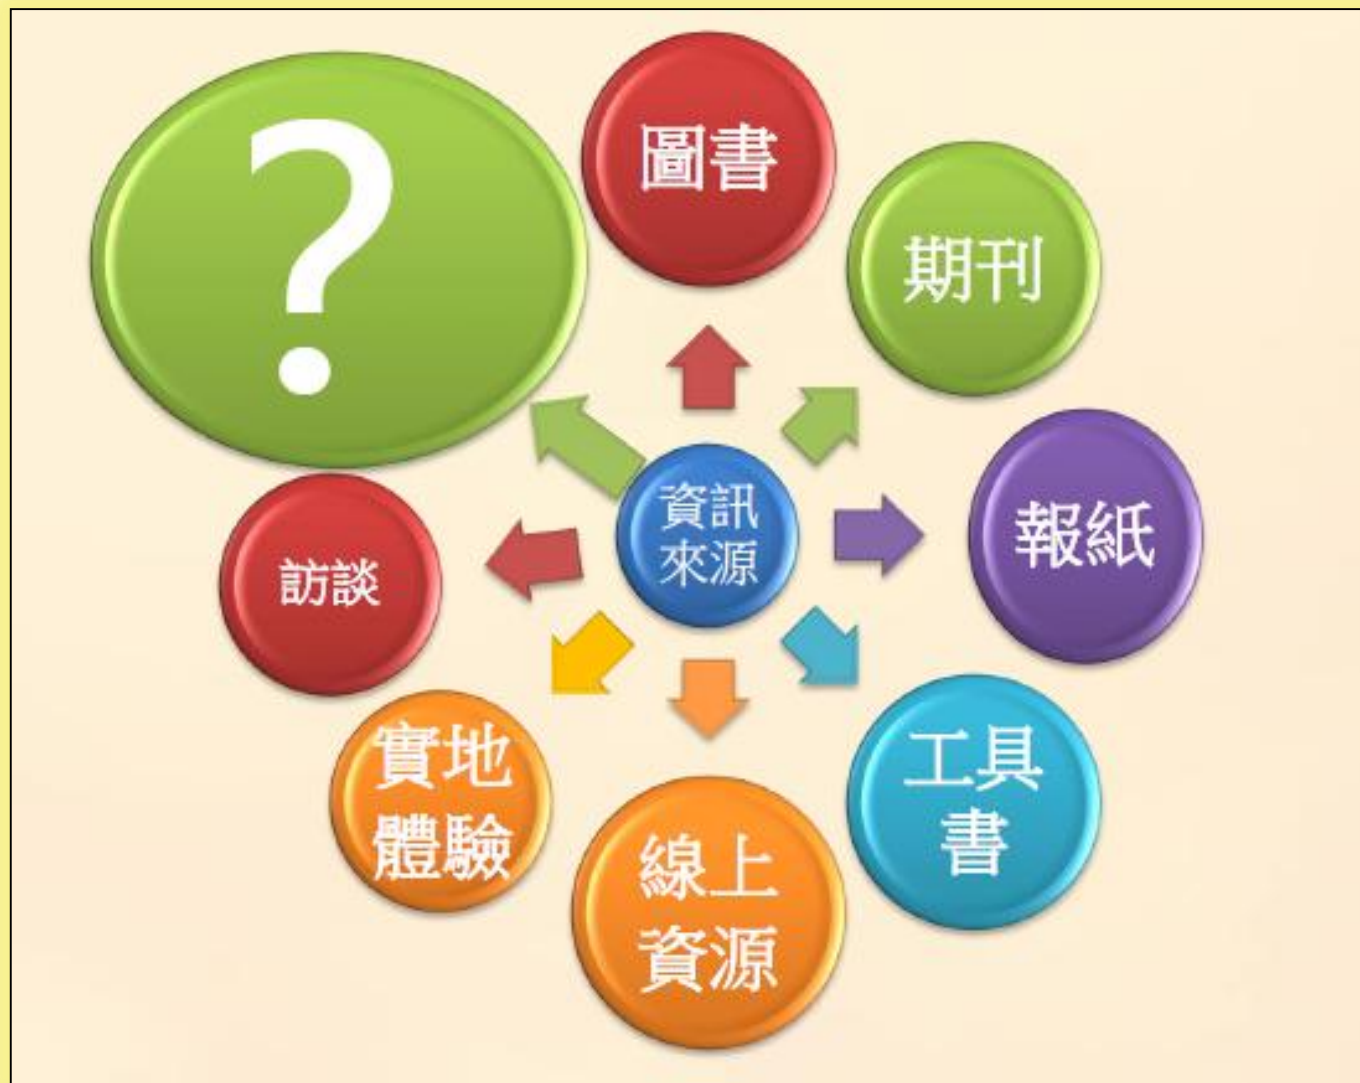 ?
圖書
期刊
資訊
來源
報紙
訪談
實地
體驗
工具
書
線上
資源